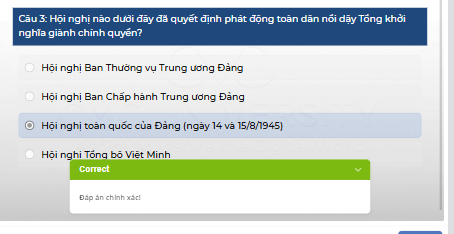 Câu 3: Hội nghị nào dưới đây đã quyết định phát động toàn dân nổi dậy Tổng khởi
nghĩa giành chính quyền?
Hội nghị Ban Thường vụ Trung ương Đảng
Hội nghị Ban Chấp hành Trung ương Đảng
Hội nghị toàn quốc của Đảng (ngày 14 và 15/8/1945)
Hội nghị Tổng bộ Việt Minh
Correct
Đáp án chính xác!